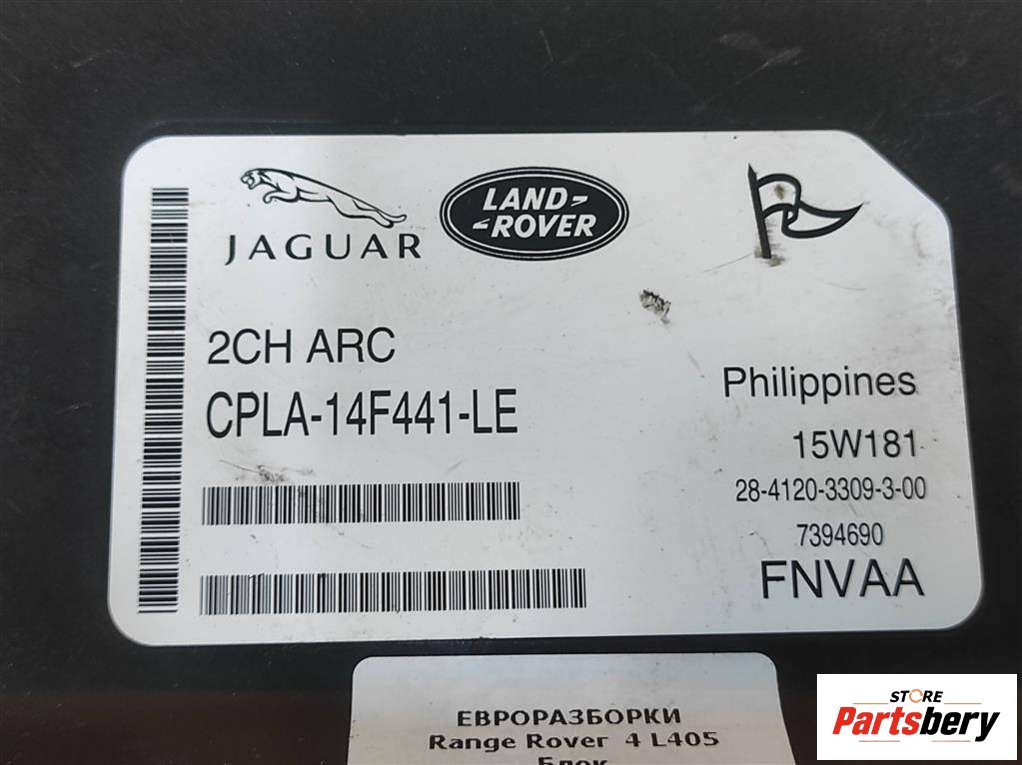 JAGUAR
LAND-
-ROVER
2CH ARC
CPLA-14F441-LE
Philippines
15W181
28-4120-3309-3-00
7394690
FNVAA
ЕВРОРАЗБОРКИ
Range Rover 4 L405
Блок
STORE
Partsbery